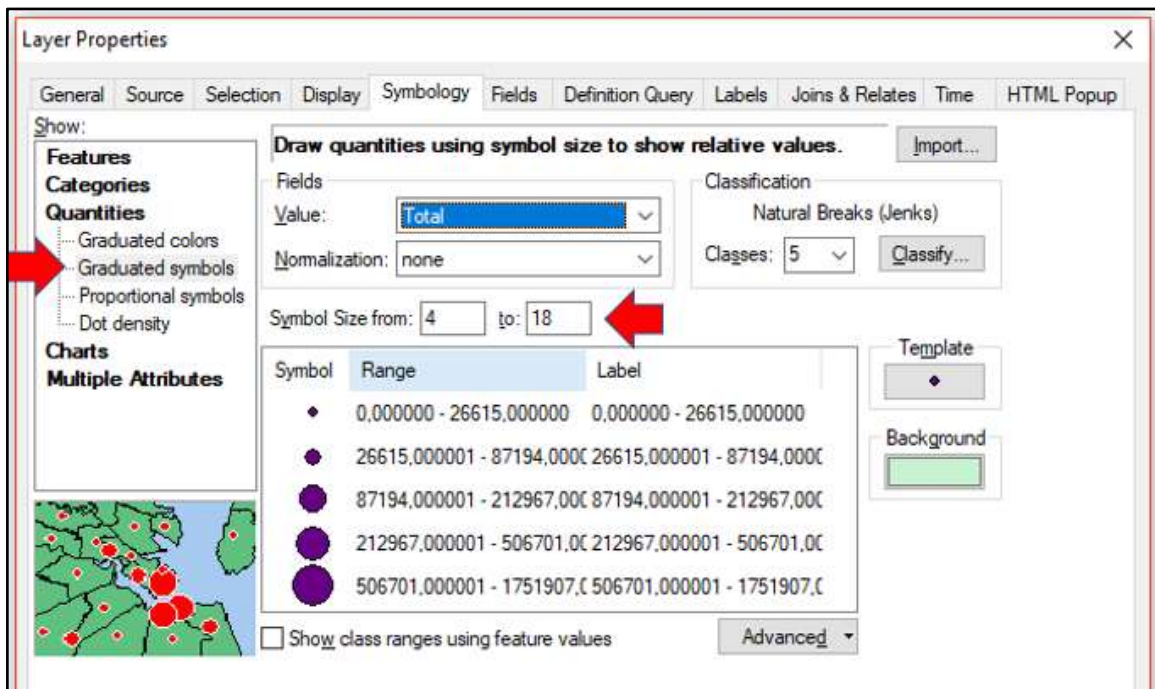 Layer Properties
General Source Selection Display Symbology Fields Definition Query Labels Joins & Relates Time HTML Popup
Show:
Features
Categories
Quantities
Graduated colors
Graduated symbols
Proportional symbols
Dot density
Charts
Multiple Attributes
Draw quantities using symbol size to show relative values.
Import...
Fields
Value: Total
Normalization: none
Classification
Natural Breaks (Jenks)
Classes: 5 Classify...
Symbol Size from: 4 to: 18
Symbol Range Label
0,000000 - 26615,000000 0,000000 - 26615,000000
26615,000001 - 87194,000( 26615,000001 - 87194,000(
87194,000001 - 212967,00( 87194,000001 - 212967,00(
212967,000001 - 506701,0( 212967,000001 - 506701,0(
506701,000001 - 1751907,( 506701,000001 - 1751907,(
Template
Background
Show class ranges using feature values
Advanced